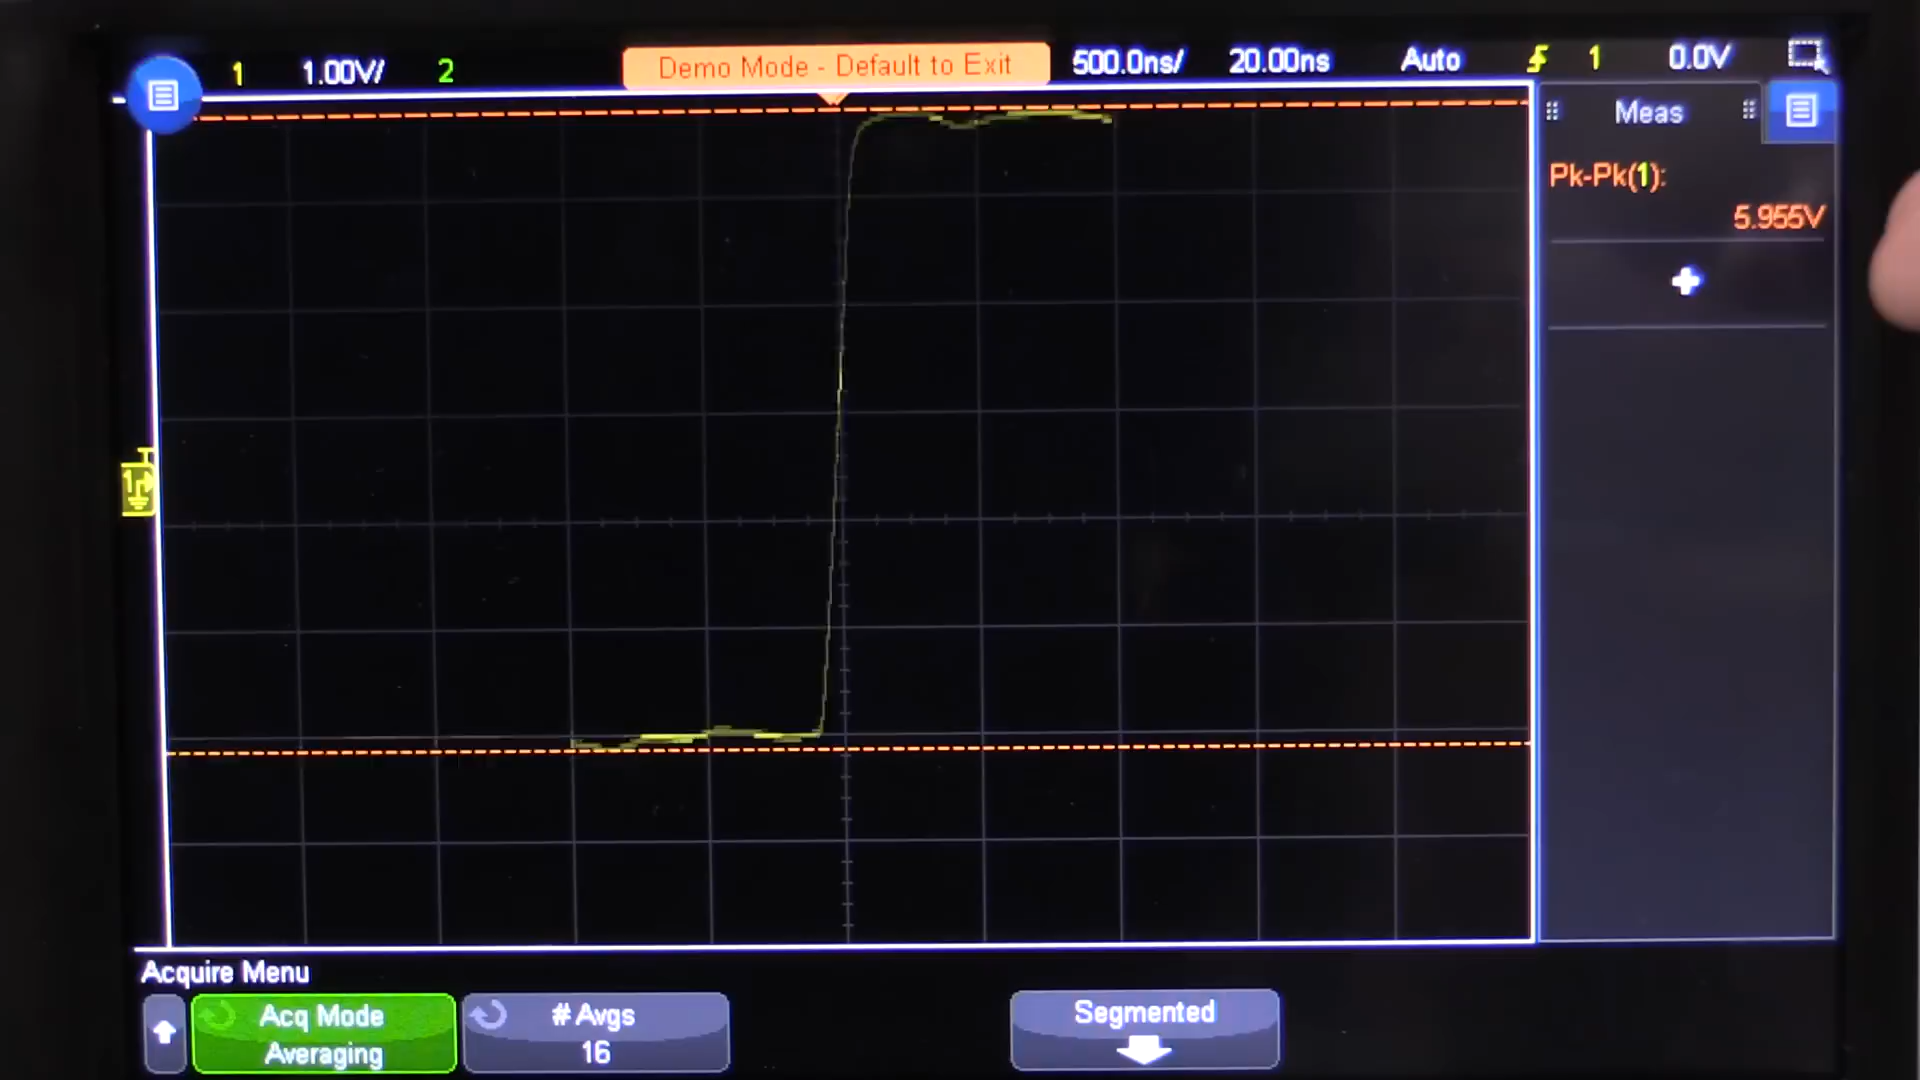 1 1.00V/ 2 Demo Mode - Default to Exit 500.0ns/ 20.00ns Auto 1 0.0V
Meas
Pk-Pk(1):
5.955V
1
Acquire Menu
Acq Mode
Averaging
# Avgs
16
Segmented